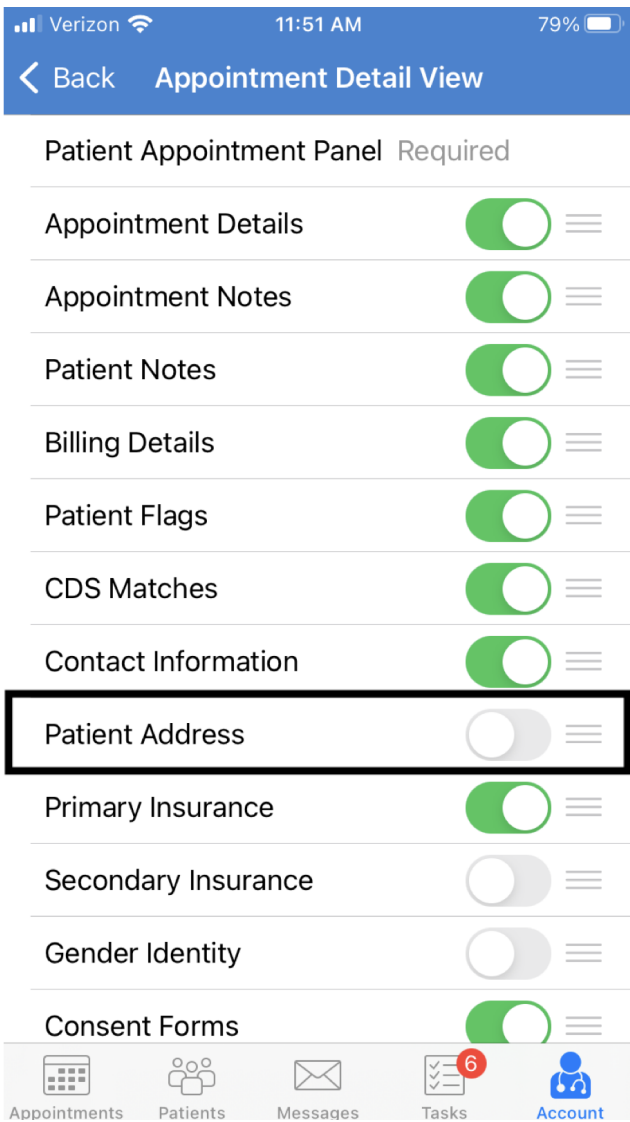 Verizon 11:51 AM 79%
Back Appointment Detail View
Patient Appointment Panel Required
Appointment Details
Appointment Notes
Patient Notes
Billing Details
Patient Flags
CDS Matches
Contact Information
Patient Address
Primary Insurance
Secondary Insurance
Gender Identity
Consent Forms
6
Appointments Patients Messages Tasks Account